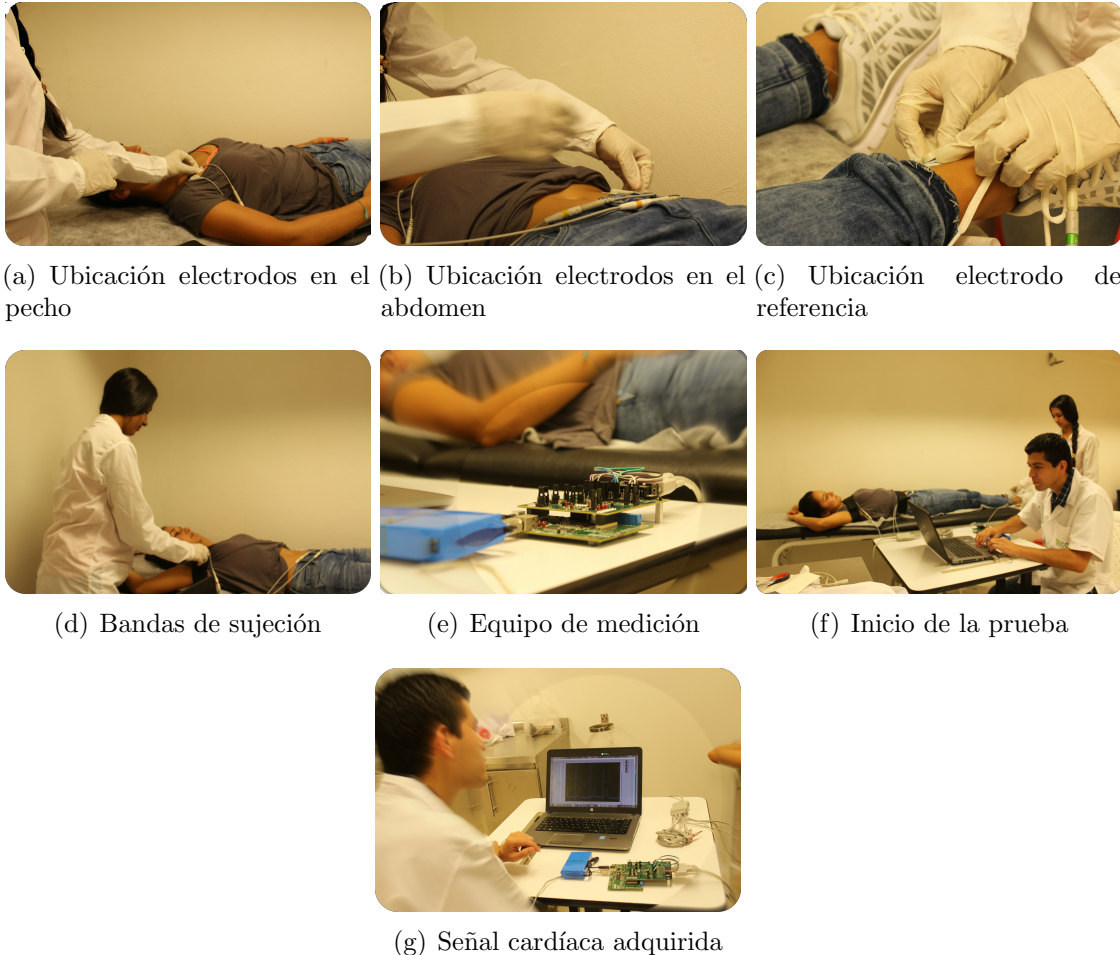 (a) Ubicación electrodos en el
pecho
(b) Ubicación electrodos en el
abdomen
(c) Ubicación electrodo de
referencia
(d) Bandas de sujeción
(e) Equipo de medición
(f) Inicio de la prueba
(g) Señal cardíaca adquirida